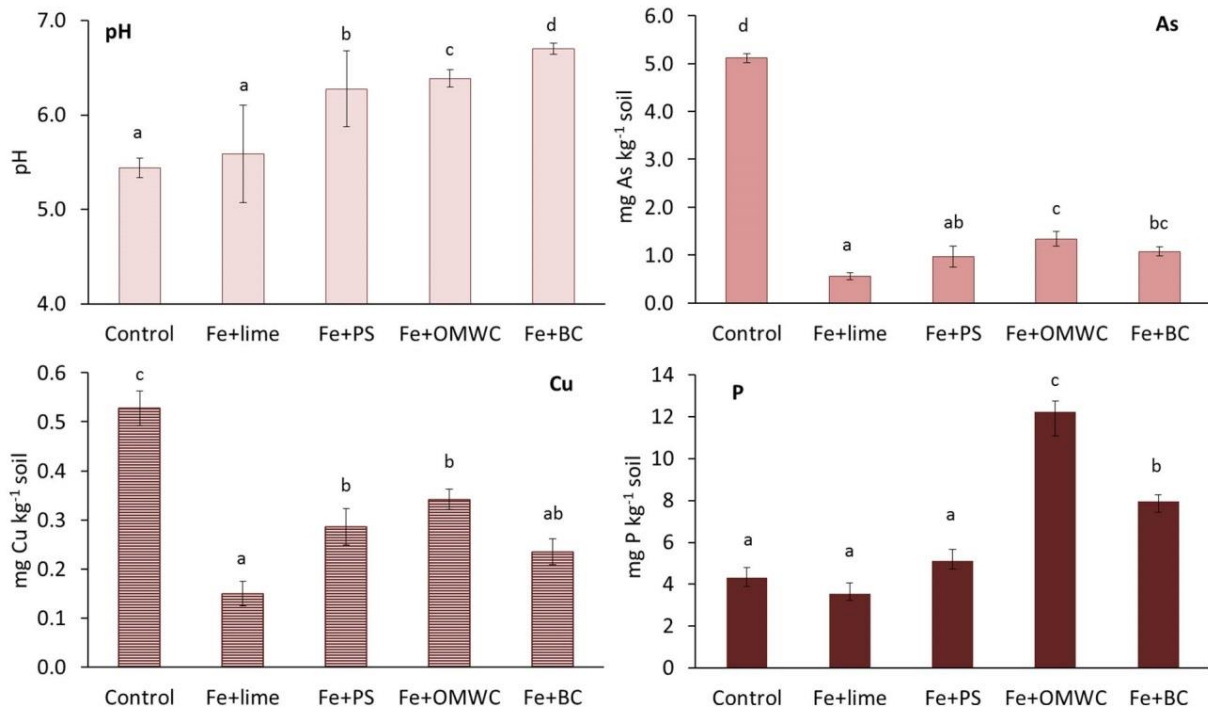 pH
7.0
6.0
5.0
4.0
pH
a
a
b
c
d
Control Fe+lime Fe+PS Fe+OMWC Fe+BC
As
mg As kg⁻¹ soil
6.0
5.0
4.0
3.0
2.0
1.0
0.0
d
a
ab
c
bc
Control Fe+lime Fe+PS Fe+OMWC Fe+BC
Cu
mg Cu kg⁻¹ soil
0.6
0.5
0.4
0.3
0.2
0.1
0.0
c
a
b
b
ab
Control Fe+lime Fe+PS Fe+OMWC Fe+BC
P
mg P kg⁻¹ soil
14
12
10
8
6
4
2
0
a
a
a
c
b
Control Fe+lime Fe+PS Fe+OMWC Fe+BC